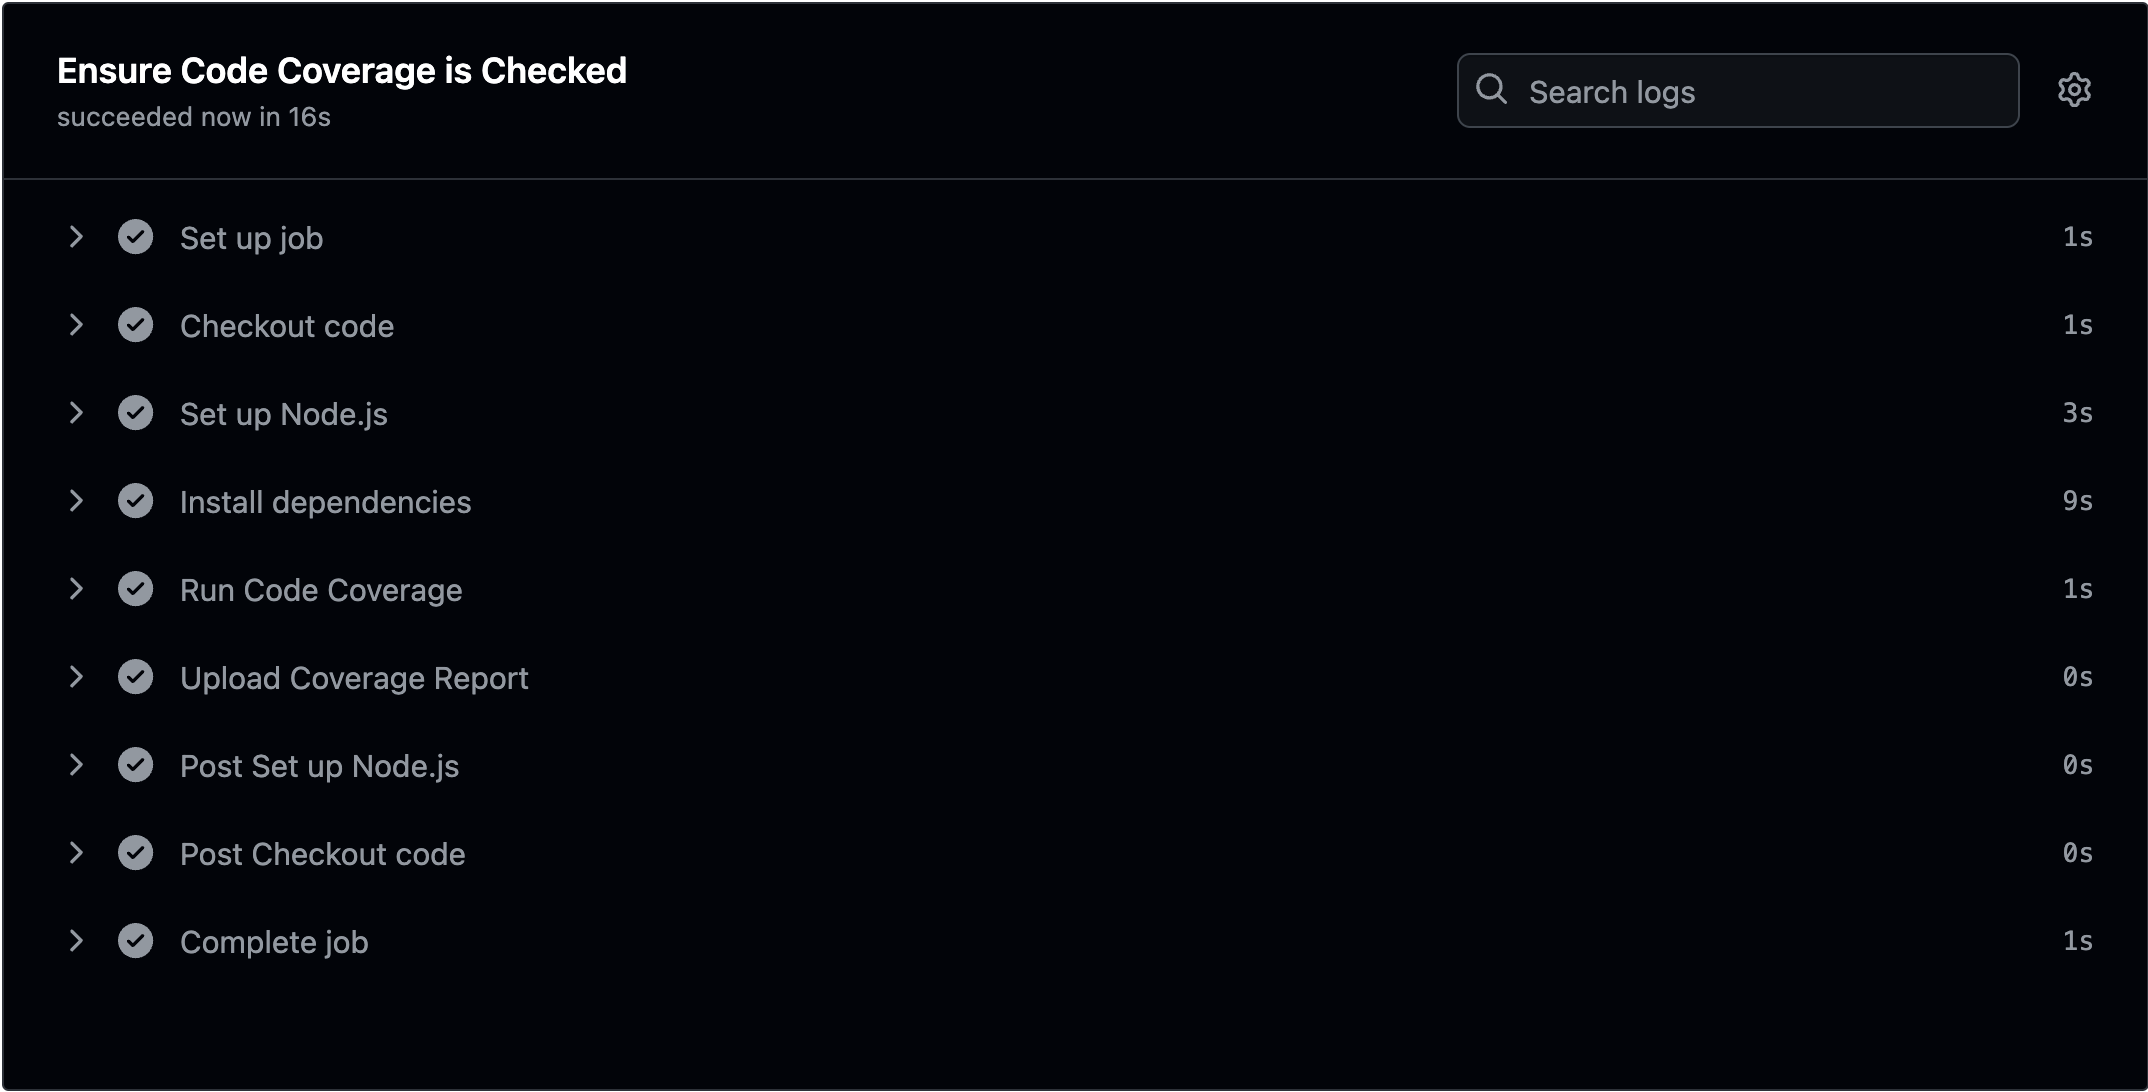 Ensure Code Coverage is Checked
succeeded now in 16s
Search logs
Set up job 1s
Checkout code 1s
Set up Node.js 3s
Install dependencies 9s
Run Code Coverage 1s
Upload Coverage Report 0s
Post Set up Node.js 0s
Post Checkout code 0s
Complete job 1s